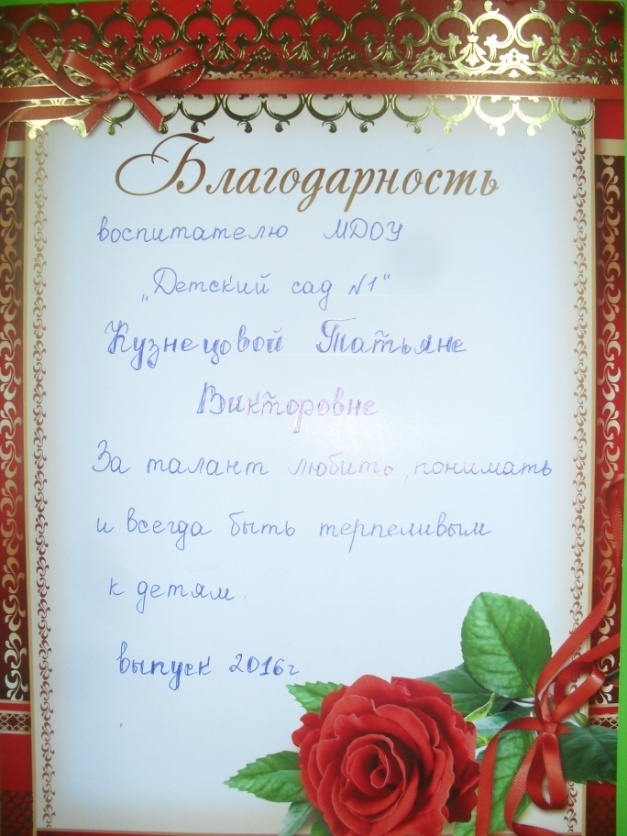 Благодарность
воспитателю МДОУ
„Детский сад №1"
Кузнецовой Татьяне
Викторовне
За талант любить, понимать
и всегда быть терпеливым
к детям.
выпуск 2016г